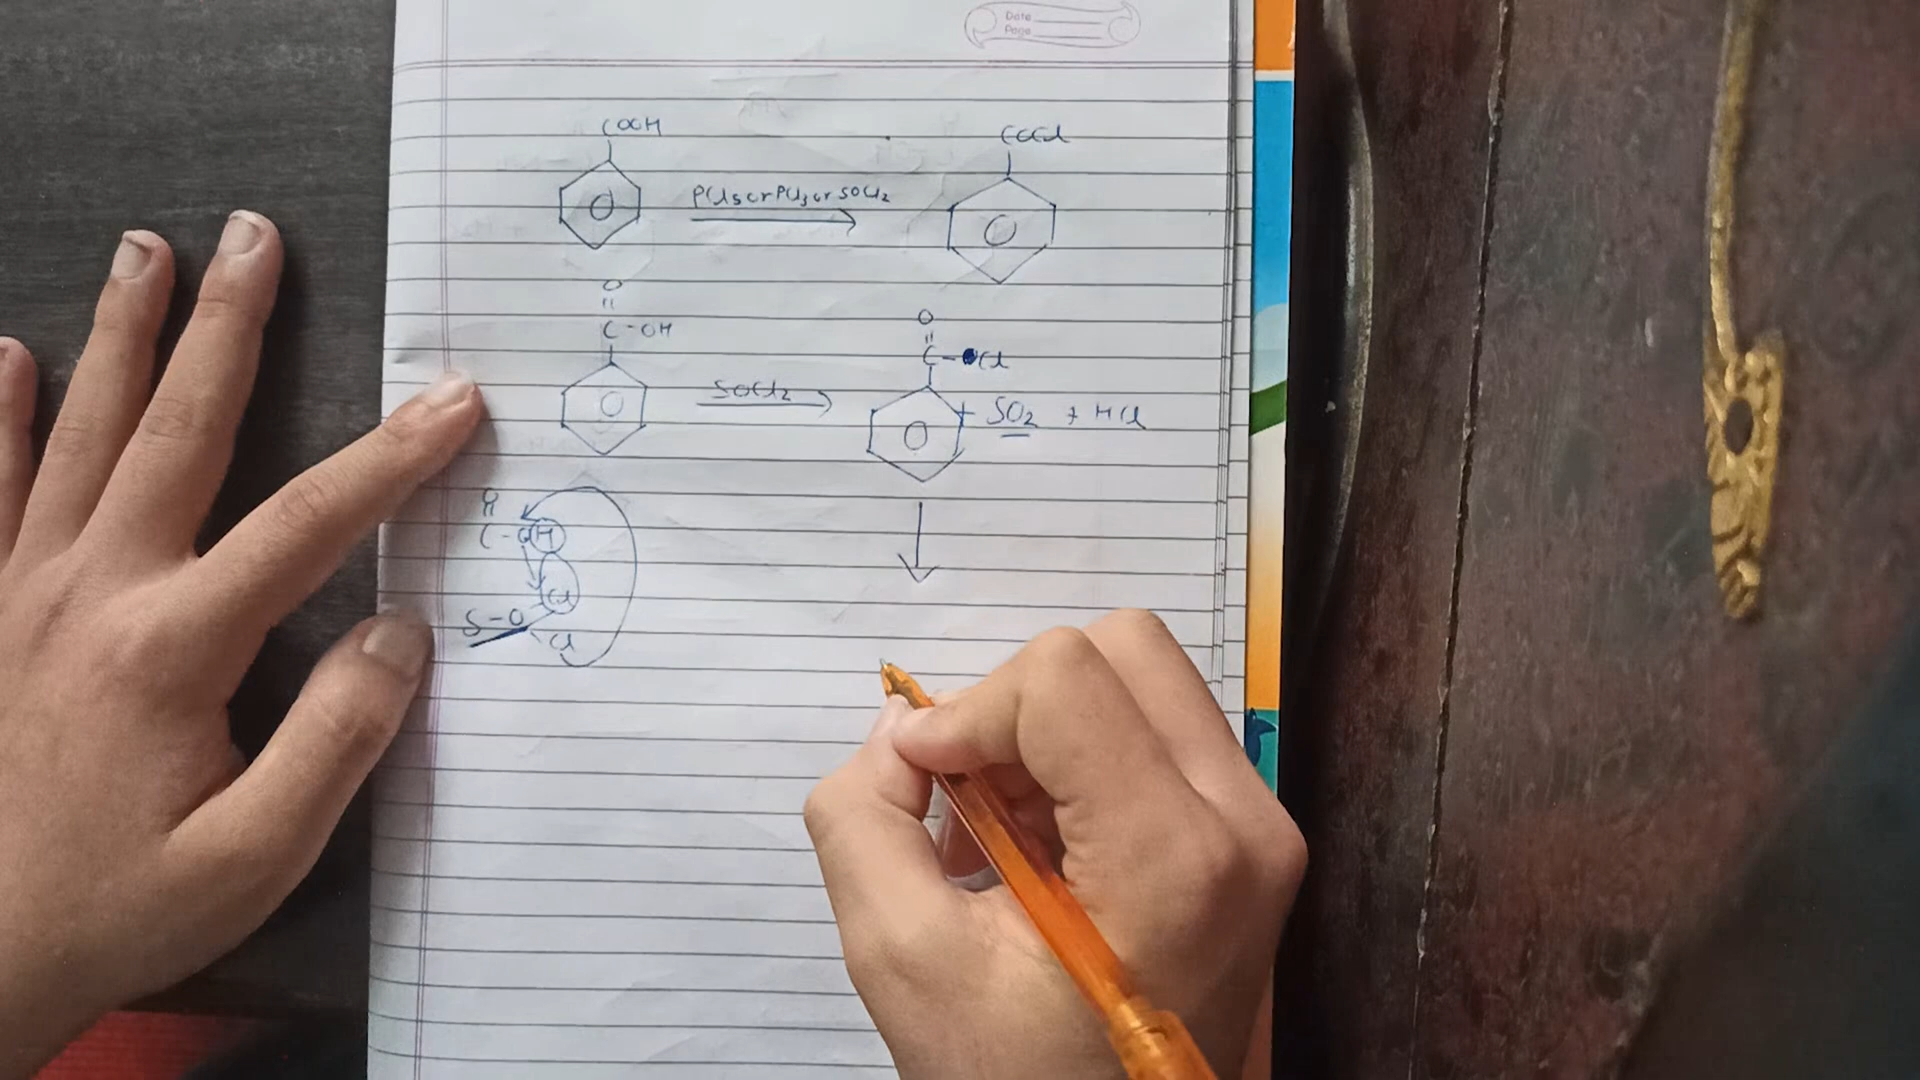 Date
Page
COOH
COCl
PCl5 or PCl3 or SOCl2
O
O
C-OH
O
C-Cl
SOCl2
+ SO2 + HCl
O
C-OH
Cl
S-O
Cl